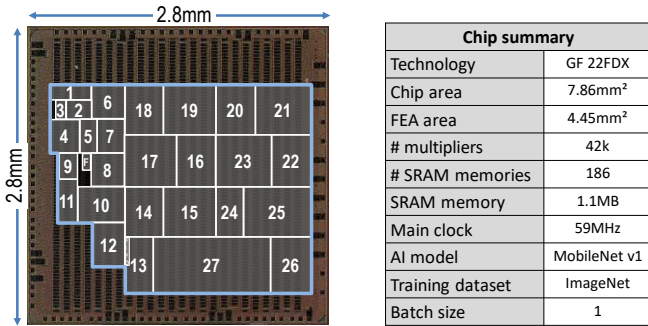 2.8mm
2.8mm
1
3 2
6
18 19 20 21
4 5 7
9 F 8
17 16 23 22
11 10
14 15 24 25
12
13 27 26
Chip summary
Technology GF 22FDX
Chip area 7.86mm²
FEA area 4.45mm²
# multipliers 42k
# SRAM memories 186
SRAM memory 1.1MB
Main clock 59MHz
AI model MobileNet v1
Training dataset ImageNet
Batch size 1